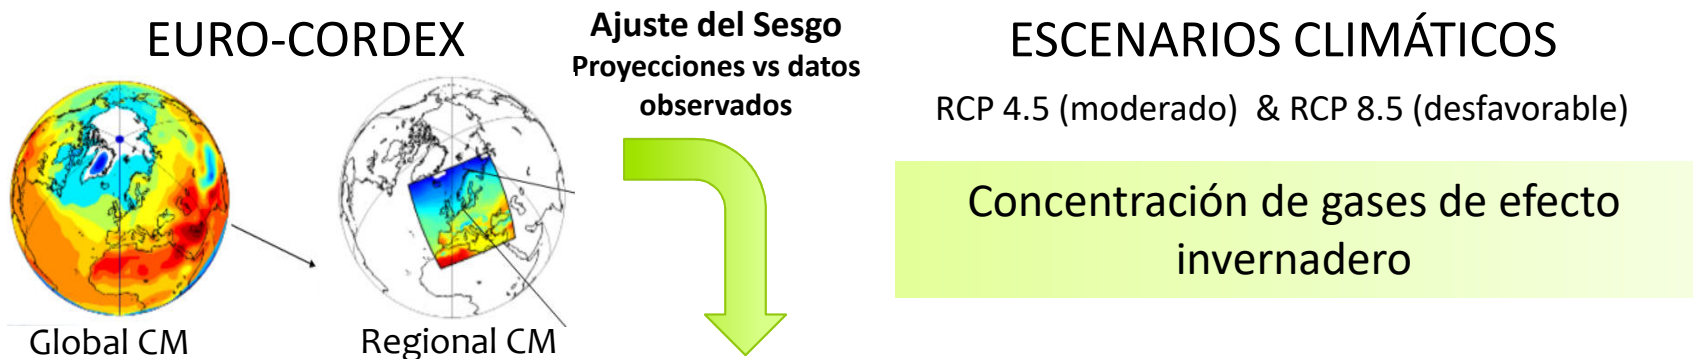 EURO-CORDEX
Global CM
Regional CM
Ajuste del Sesgo
Proyecciones vs datos
observados
ESCENARIOS CLIMÁTICOS
RCP 4.5 (moderado) & RCP 8.5 (desfavorable)
Concentración de gases de efecto
invernadero